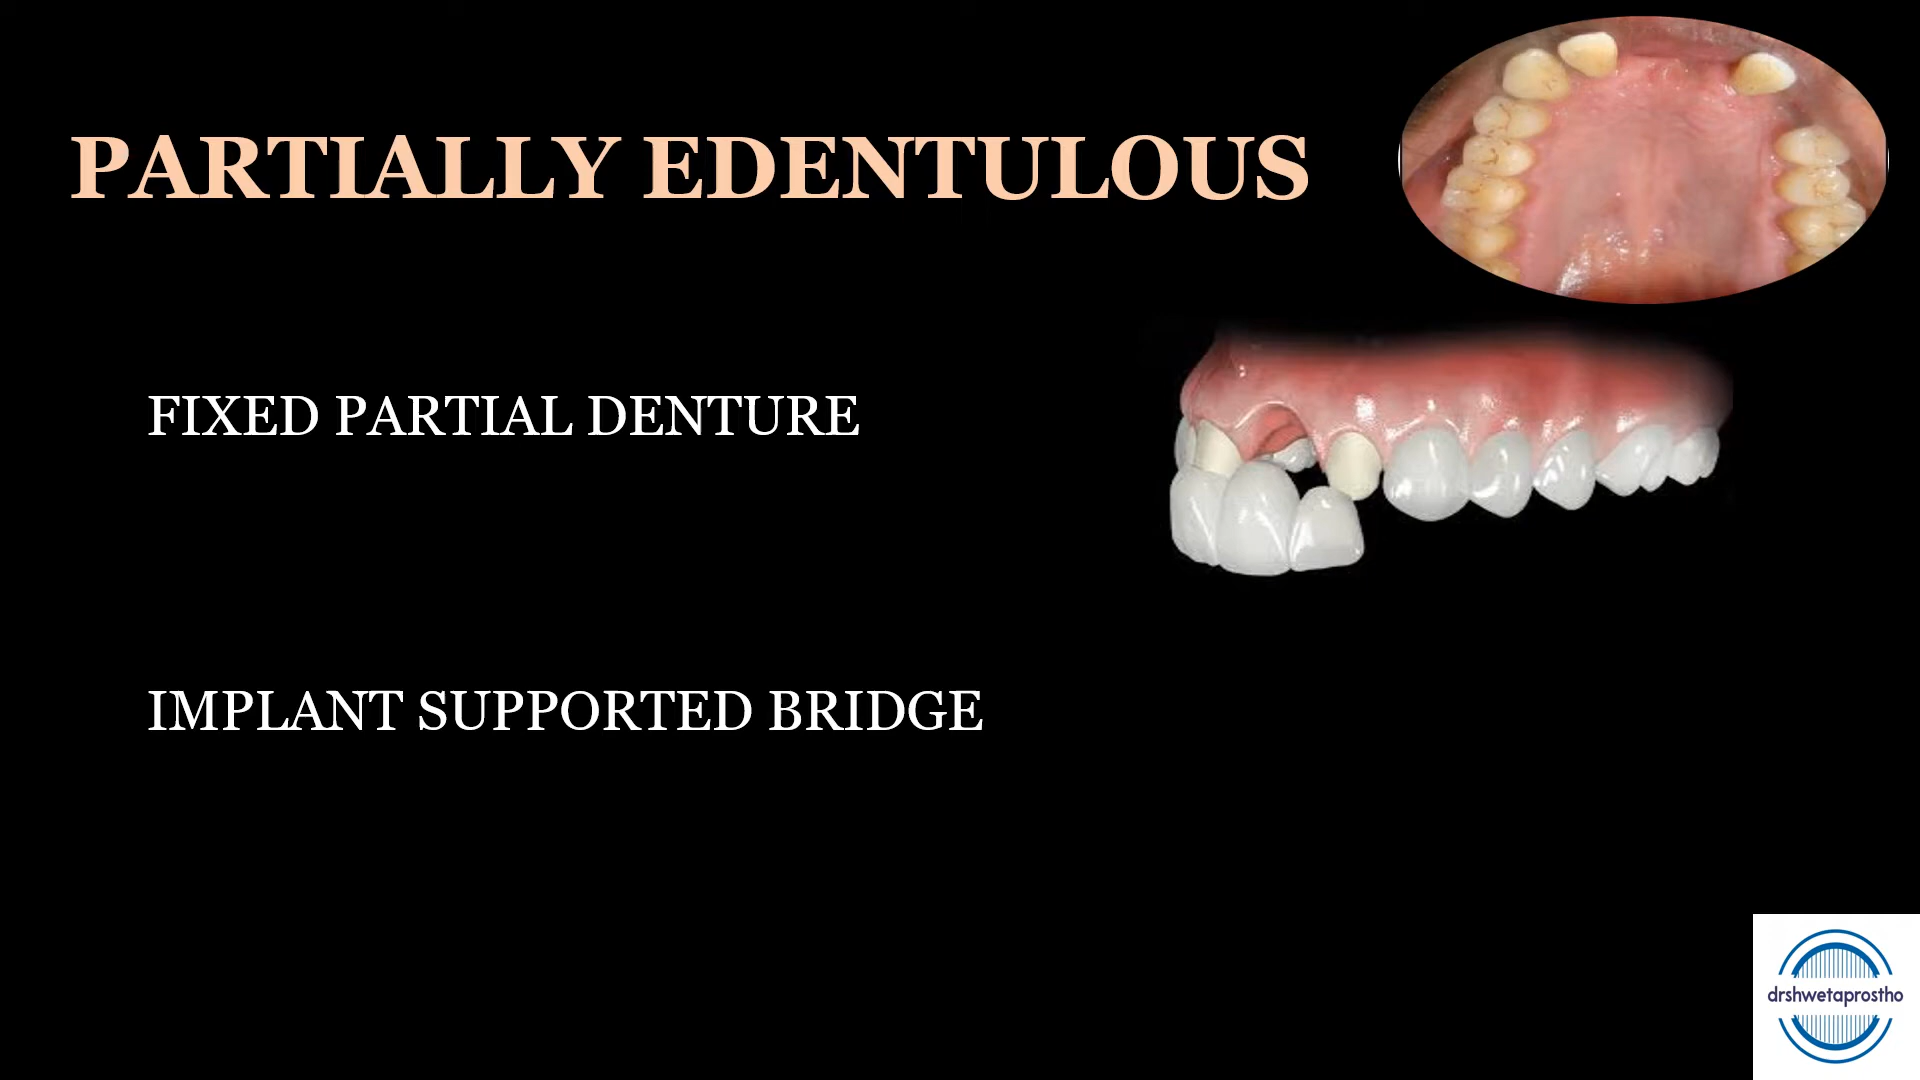 PARTIALLY EDENTULOUS
FIXED PARTIAL DENTURE
IMPLANT SUPPORTED BRIDGE
drshwetaprostho